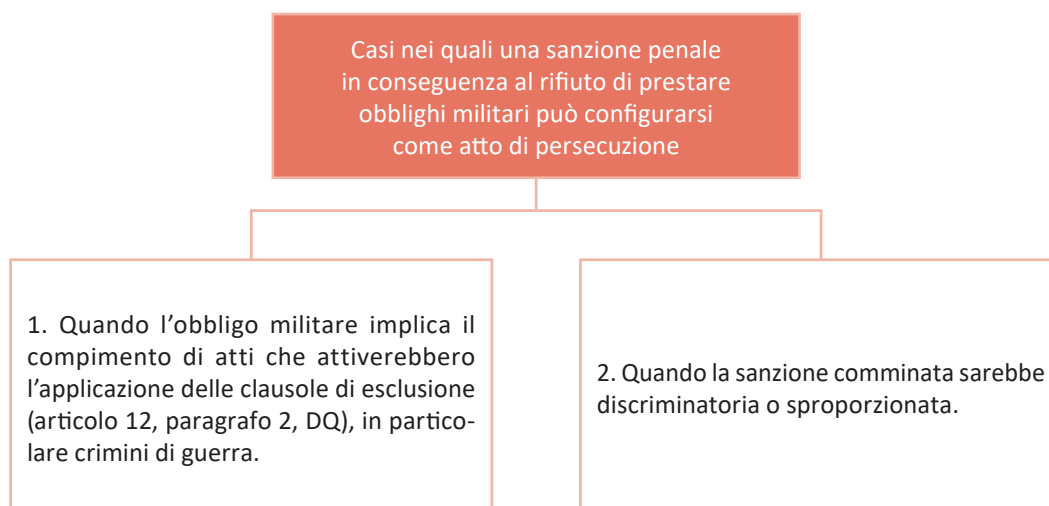 Casi nei quali una sanzione penale
in conseguenza al rifiuto di prestare
obblighi militari può configurarsi
come atto di persecuzione
1. Quando l’obbligo militare implica il
compimento di atti che attiverebbero
l’applicazione delle clausole di esclusione
(articolo 12, paragrafo 2, DQ), in partico-
lare crimini di guerra.
2. Quando la sanzione comminata sarebbe
discriminatoria o sproporzionata.